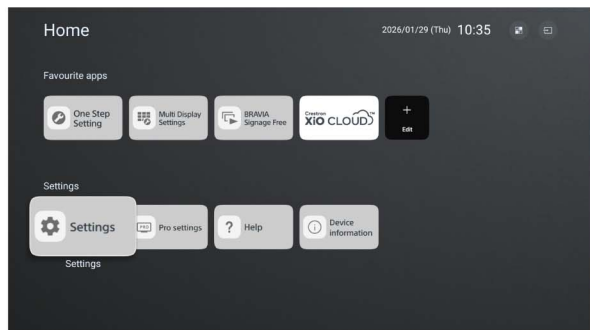 Home
2026/01/29 (Thu) 10:35
Favourite apps
One Step
Setting
Multi Display
Settings
BRAVIA
Signage Free
Crestron
XiO CLOUD™
+
Edit
Settings
Settings
PRO
Pro settings
?
Help
i
Device
information
Settings